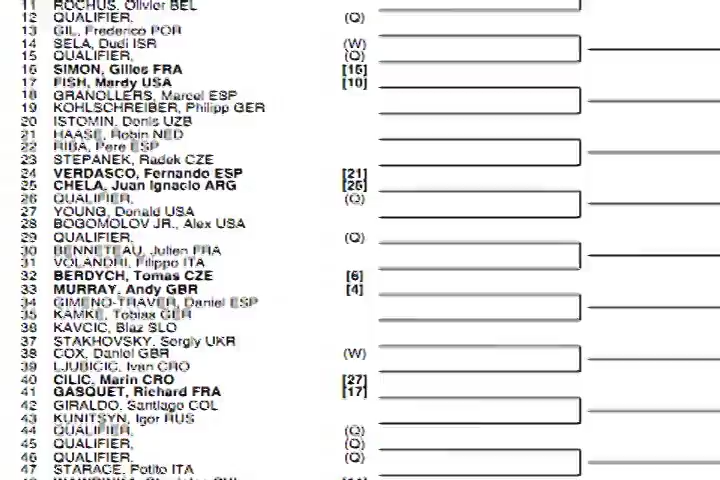 11 ROCHUS, Olivier BEL
12 QUALIFIER, (Q)
13 GIL, Frederico POR
14 SELA, Dudi ISR (W)
15 QUALIFIER, (Q)
16 SIMON, Gilles FRA [15]
17 FISH, Mardy USA [10]
18 GRANOLLERS, Marcel ESP
19 KOHLSCHREIBER, Philipp GER
20 ISTOMIN, Denis UZB
21 HAASE, Robin NED
22 RIBA, Pere ESP
23 STEPANEK, Radek CZE
24 VERDASCO, Fernando ESP [21]
25 CHELA, Juan Ignacio ARG [25]
26 QUALIFIER, (Q)
27 YOUNG, Donald USA
28 BOGOMOLOV JR., Alex USA
29 QUALIFIER, (Q)
30 BENNETEAU, Julien FRA
31 VOLANDRI, Filippo ITA
32 BERDYCH, Tomas CZE [6]
33 MURRAY, Andy GBR [4]
34 GIMENO-TRAVER, Daniel ESP
35 KAMKE, Tobias GER
36 KAVCIC, Blaz SLO
37 STAKHOVSKY, Sergiy UKR
38 COX, Daniel GBR (W)
39 LJUBICIC, Ivan CRO
40 CILIC, Marin CRO [27]
41 GASQUET, Richard FRA [17]
42 GIRALDO, Santiago COL
43 KUNITSYN, Igor RUS
44 QUALIFIER, (Q)
45 QUALIFIER, (Q)
46 QUALIFIER, (Q)
47 STARACE, Potito ITA